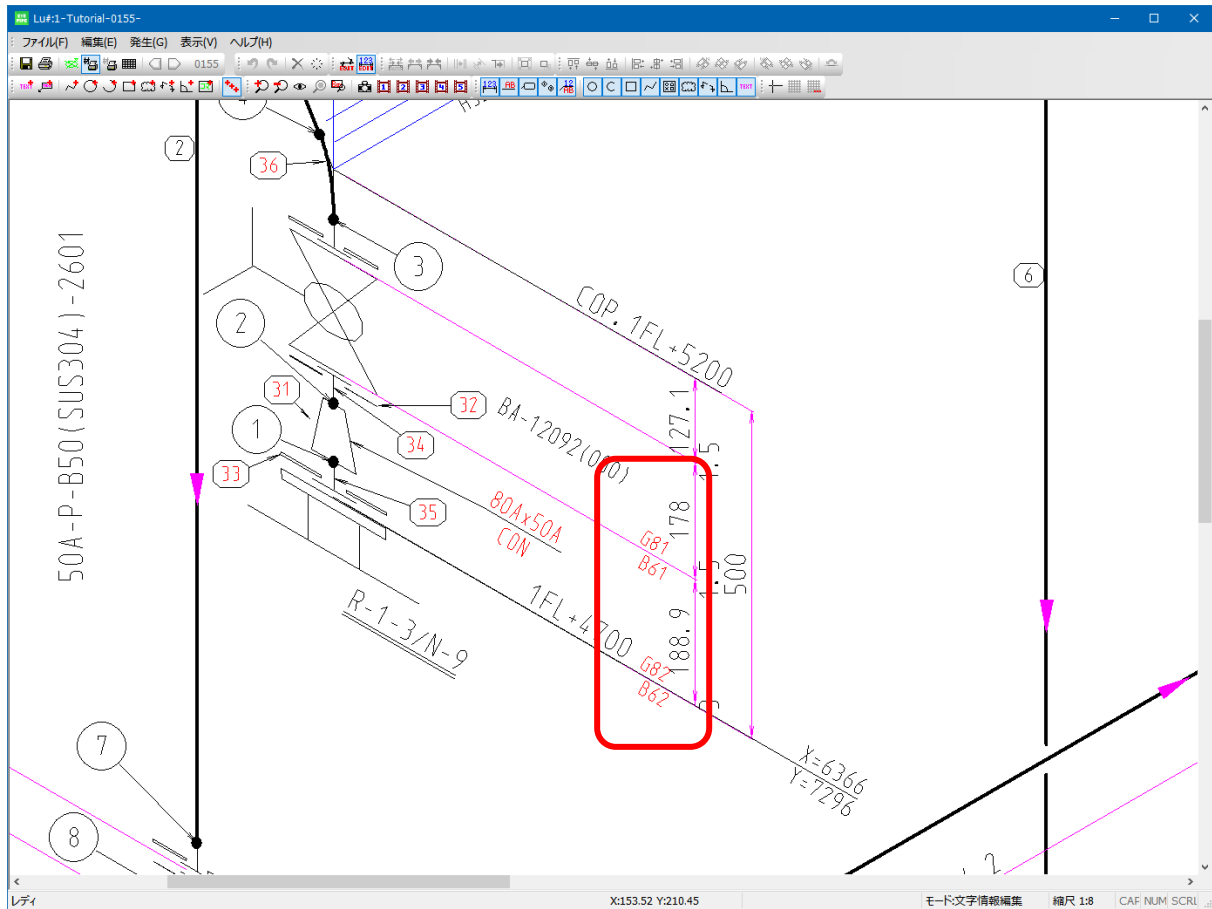 Lu#:1-Tutorial-0155-
ファイル(F) 編集(E) 発生(G) 表示(V) ヘルプ(H)
0155
4
2
36
3
6
50A-P-B50(SUS304)-2601
COP. 1FL+5200
2
31
32
BA-12092(000)
127.1
1.5
34
1
33
35
80Ax50A
CON
178
G81
B61
1.5
500
1FL+4700
188.9
G82
B62
3
R-1-3/N-9
7
X=6366
Y=7296
8
レディ
X:153.52 Y:210.45
モード:文字情報編集
縮尺 1:8
CAP NUM SCRL